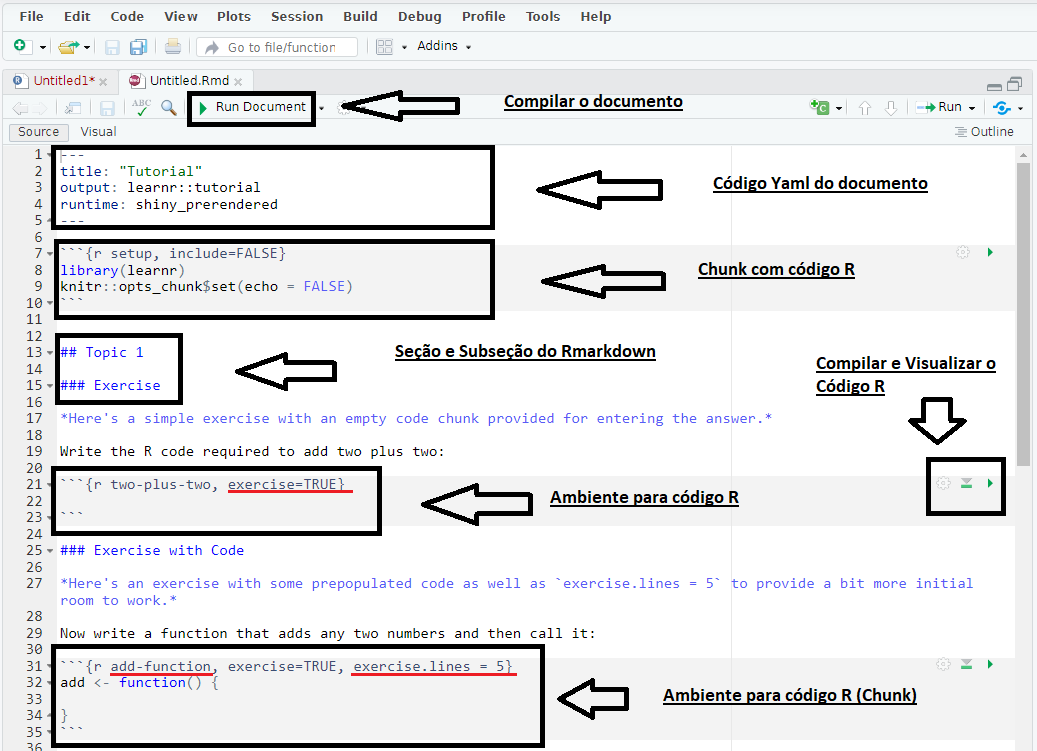 File Edit Code View Plots Session Build Debug Profile Tools Help
Go to file/function Addins
Untitled1* Untitled.Rmd
ABC Run Document Compilar o documento C Run
Source Visual Outline
1 ---
2 title: "Tutorial"
3 output: learnr::tutorial
4 runtime: shiny_prerendered
5 ---
Código Yaml do documento
6
7 ```{r setup, include=FALSE}
8 library(learnr)
9 knitr::opts_chunk$set(echo = FALSE)
10 ```
Chunk com código R
11
12
13 ## Topic 1
14
15 ### Exercise
Seção e Subseção do Rmarkdown
Compilar e Visualizar o
Código R
16
17 *Here's a simple exercise with an empty code chunk provided for entering the answer.*
18
19 Write the R code required to add two plus two:
20
21 ```{r two-plus-two, exercise=TRUE}
22
23 ```
Ambiente para código R
24
25 ### Exercise with Code
26
27 *Here's an exercise with some prepopulated code as well as `exercise.lines = 5` to provide a bit more initial
room to work.*
28
29 Now write a function that adds any two numbers and then call it:
30
31 ```{r add-function, exercise=TRUE, exercise.lines = 5}
32 add <- function() {
33
34 }
35 ```
Ambiente para código R (Chunk)
36